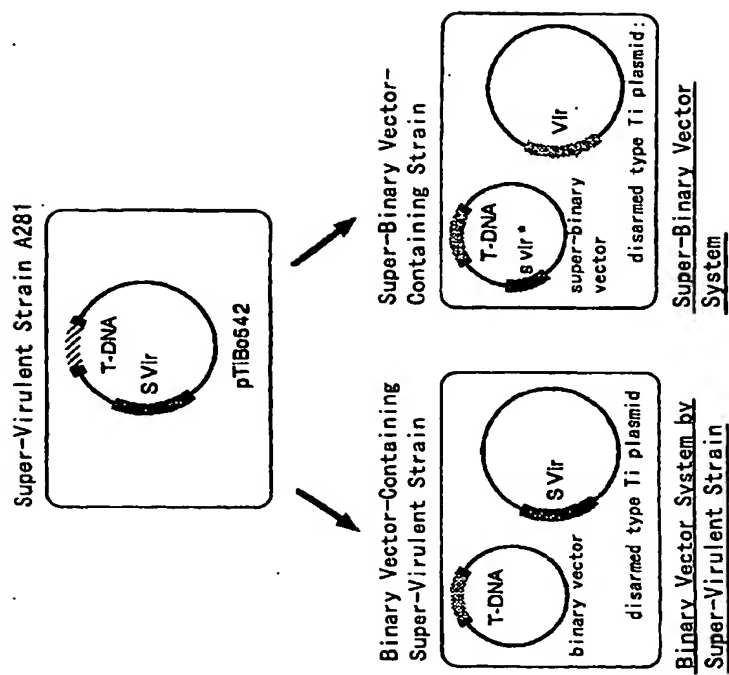 Super-Virulent Strain A281
T-DNA
S Vir
pTiBo542
Binary Vector-Containing
Super-Virulent Strain
T-DNA
binary vector
S Vir
disarmed type Ti plasmid
Binary Vector System by
Super-Virulent Strain
Super-Binary Vector-
Containing Strain
T-DNA
S Vir*
super-binary
vector
Vir
disarmed type Ti plasmid:
Super-Binary Vector
System